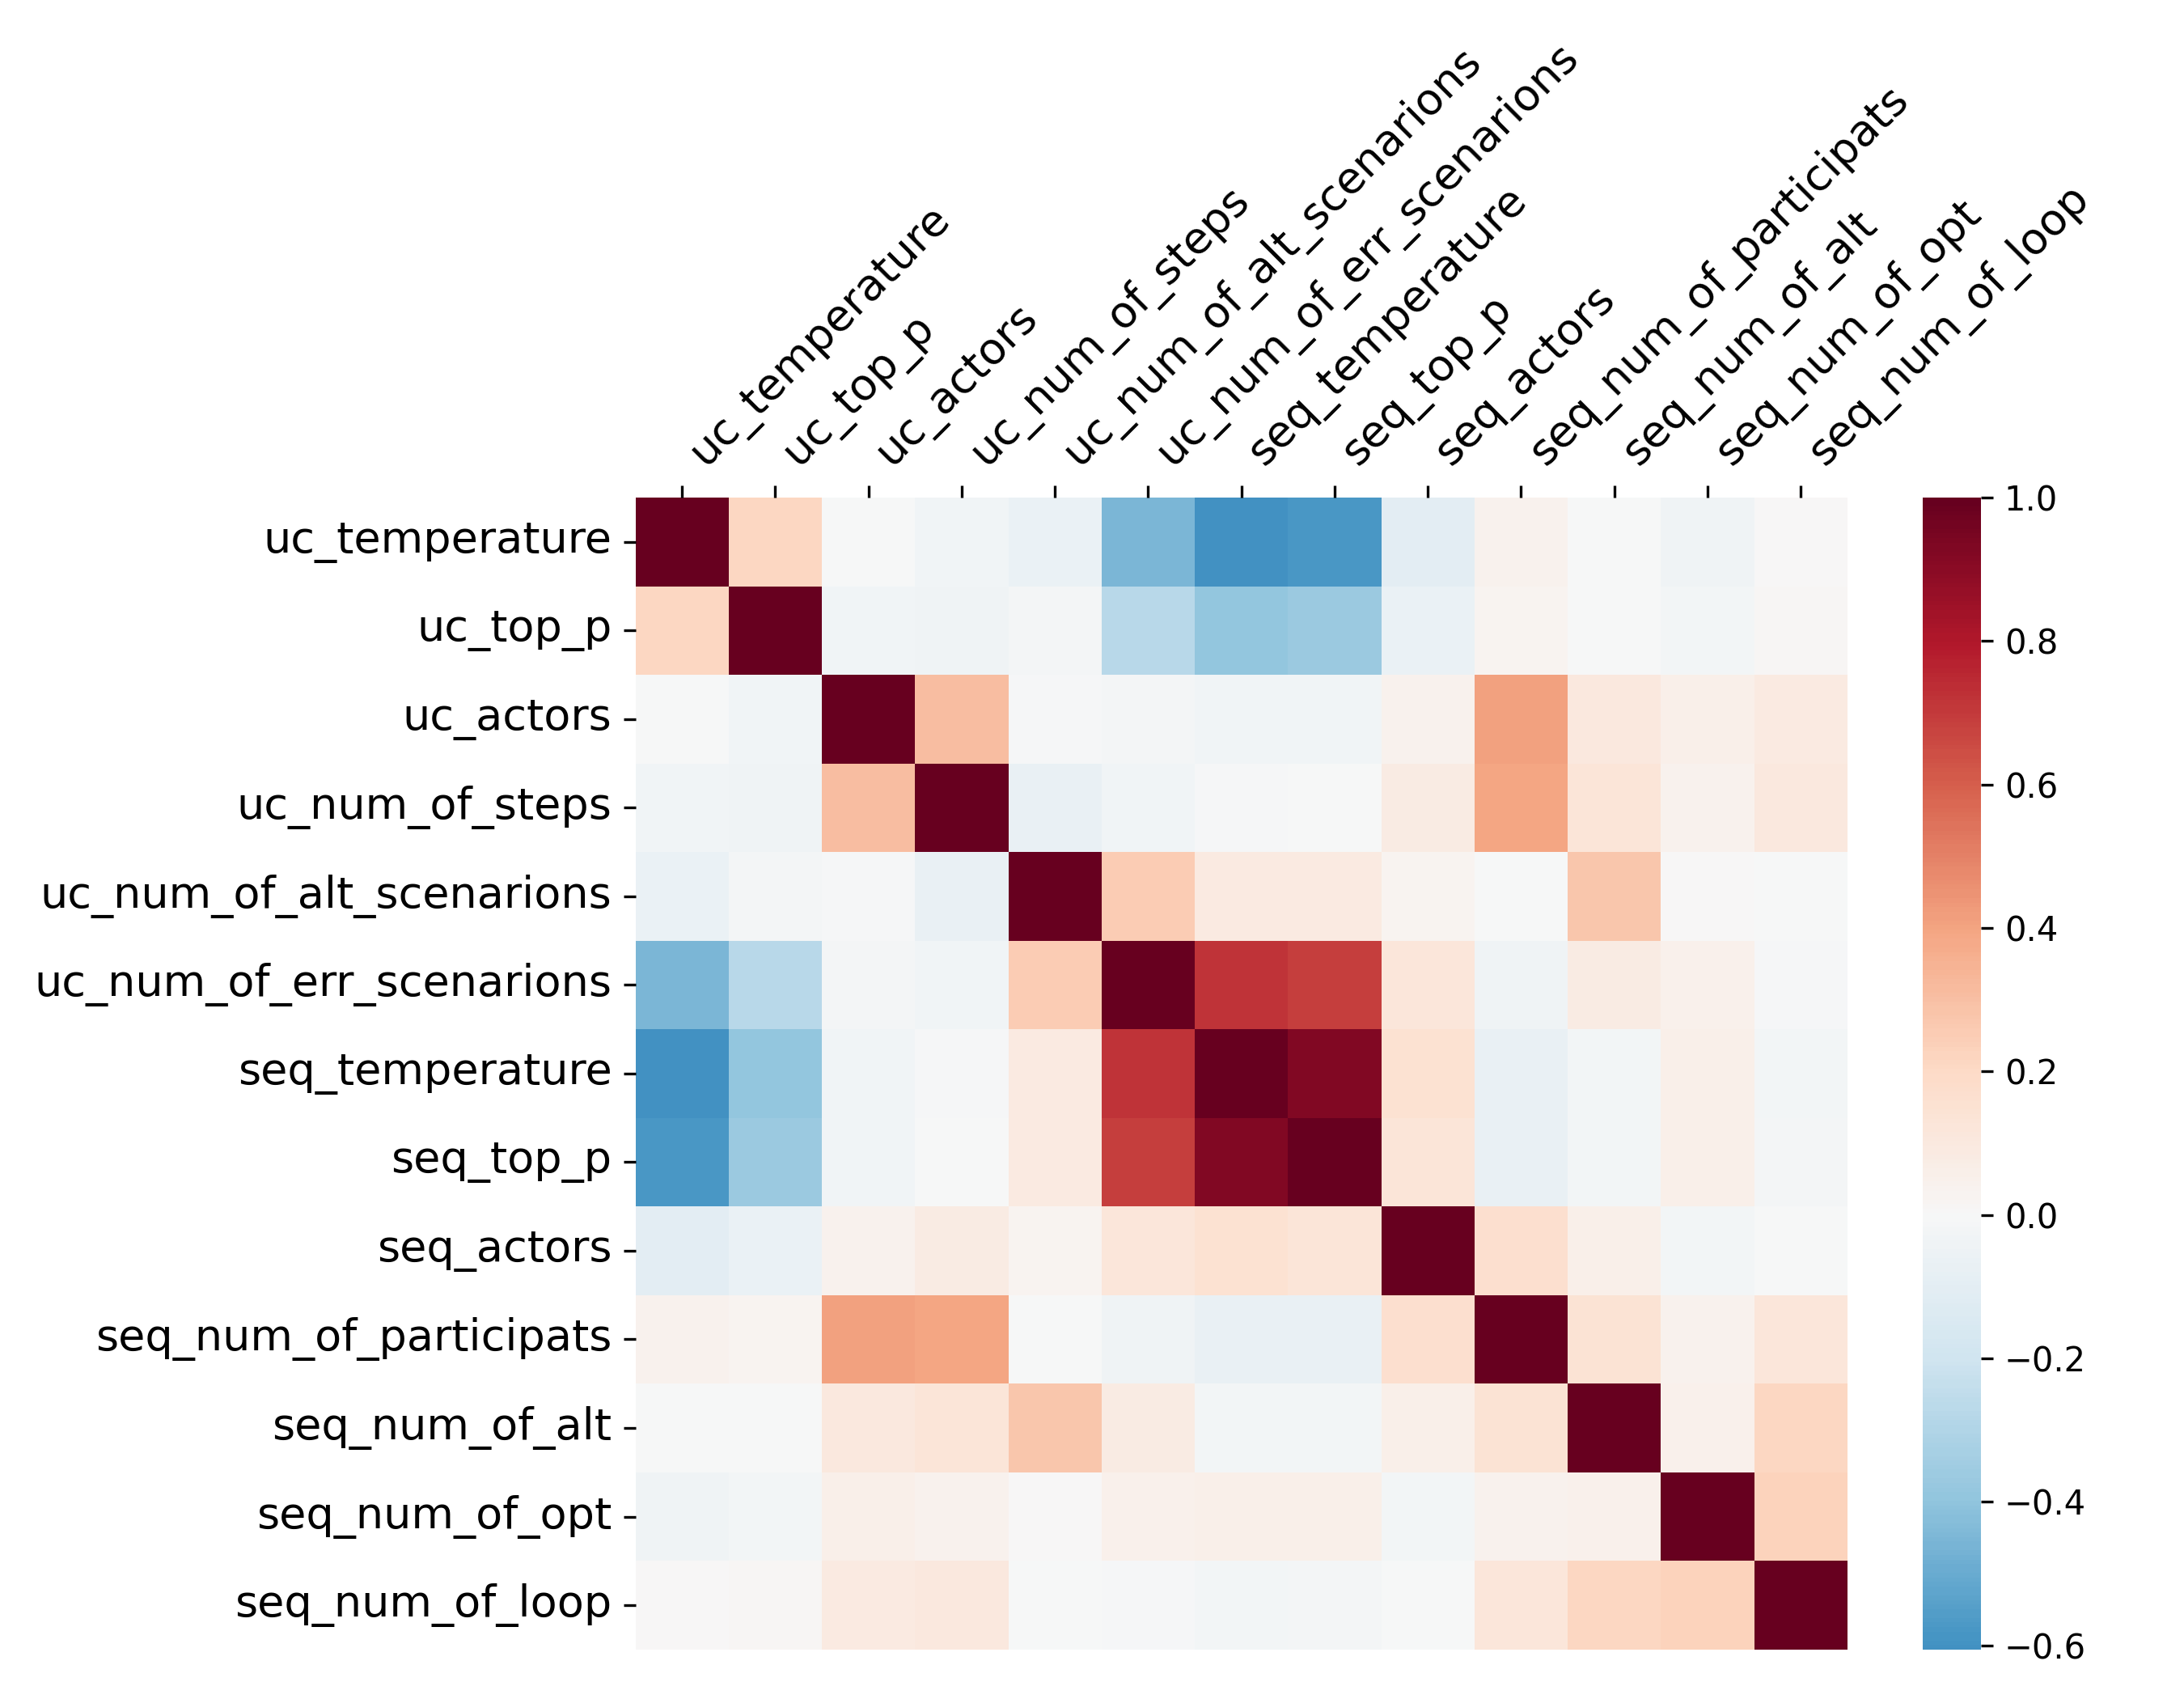 uc_temperature
uc_top_p
uc_actors
uc_num_of_steps
uc_num_of_alt_scenarions
uc_num_of_err_scenarions
seq_temperature
seq_top_p
seq_actors
seq_num_of_participats
seq_num_of_alt
seq_num_of_opt
seq_num_of_loop
uc_temperature
uc_top_p
uc_actors
uc_num_of_steps
uc_num_of_alt_scenarions
uc_num_of_err_scenarions
seq_temperature
seq_top_p
seq_actors
seq_num_of_participats
seq_num_of_alt
seq_num_of_opt
seq_num_of_loop
1.0
0.8
0.6
0.4
0.2
0.0
−0.2
−0.4
−0.6